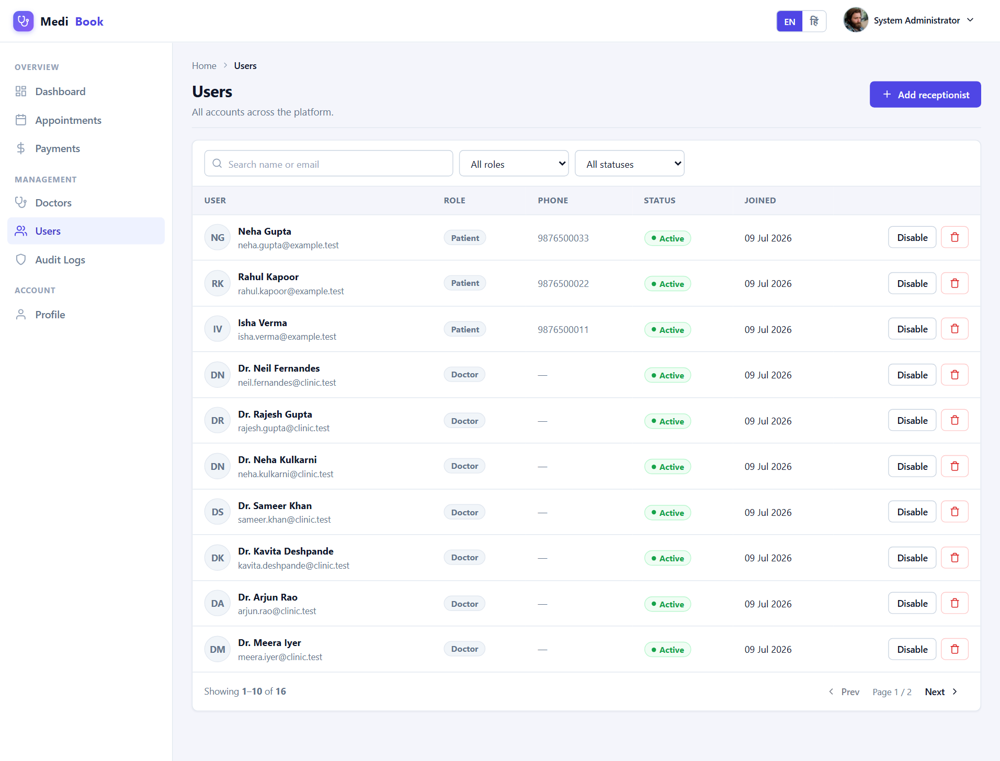 Medi Book
EN हिं System Administrator
OVERVIEW
Dashboard
Appointments
Payments
MANAGEMENT
Doctors
Users
Audit Logs
ACCOUNT
Profile
Home > Users
Users
All accounts across the platform.
+ Add receptionist
Search name or email All roles All statuses
USER ROLE PHONE STATUS JOINED
NG Neha Gupta Patient 9876500033 Active 09 Jul 2026 Disable
neha.gupta@example.test
RK Rahul Kapoor Patient 9876500022 Active 09 Jul 2026 Disable
rahul.kapoor@example.test
IV Isha Verma Patient 9876500011 Active 09 Jul 2026 Disable
isha.verma@example.test
DN Dr. Neil Fernandes Doctor — Active 09 Jul 2026 Disable
neil.fernandes@clinic.test
DR Dr. Rajesh Gupta Doctor — Active 09 Jul 2026 Disable
rajesh.gupta@clinic.test
DN Dr. Neha Kulkarni Doctor — Active 09 Jul 2026 Disable
neha.kulkarni@clinic.test
DS Dr. Sameer Khan Doctor — Active 09 Jul 2026 Disable
sameer.khan@clinic.test
DK Dr. Kavita Deshpande Doctor — Active 09 Jul 2026 Disable
kavita.deshpande@clinic.test
DA Dr. Arjun Rao Doctor — Active 09 Jul 2026 Disable
arjun.rao@clinic.test
DM Dr. Meera Iyer Doctor — Active 09 Jul 2026 Disable
meera.iyer@clinic.test
Showing 1–10 of 16 Prev Page 1 / 2 Next